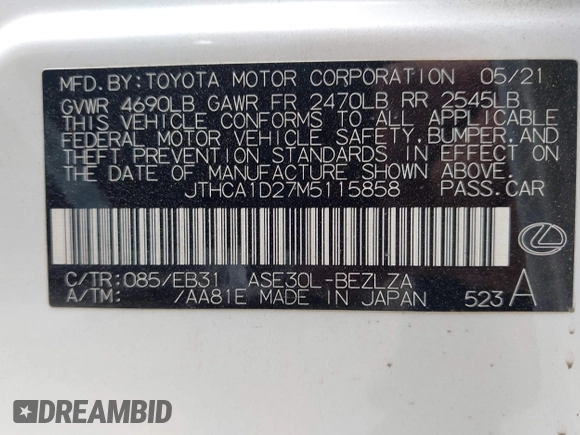 MFD.BY:TOYOTA MOTOR CORPORATION 05/21
GVWR 4690LB GAWR FR 2470LB RR 2545LB
THIS VEHICLE CONFORMS TO ALL APPLICABLE
FEDERAL MOTOR VEHICLE SAFETY,BUMPER,AND
THEFT PREVENTION STANDARDS IN EFFECT ON
THE DATE OF MANUFACTURE SHOWN ABOVE.
JTHCA1D27M5115858 PASS.CAR
C/TR:085/EB31 ASE30L-BEZLZA
A/TM: /AA81E MADE IN JAPAN 523 A
DREAMBID